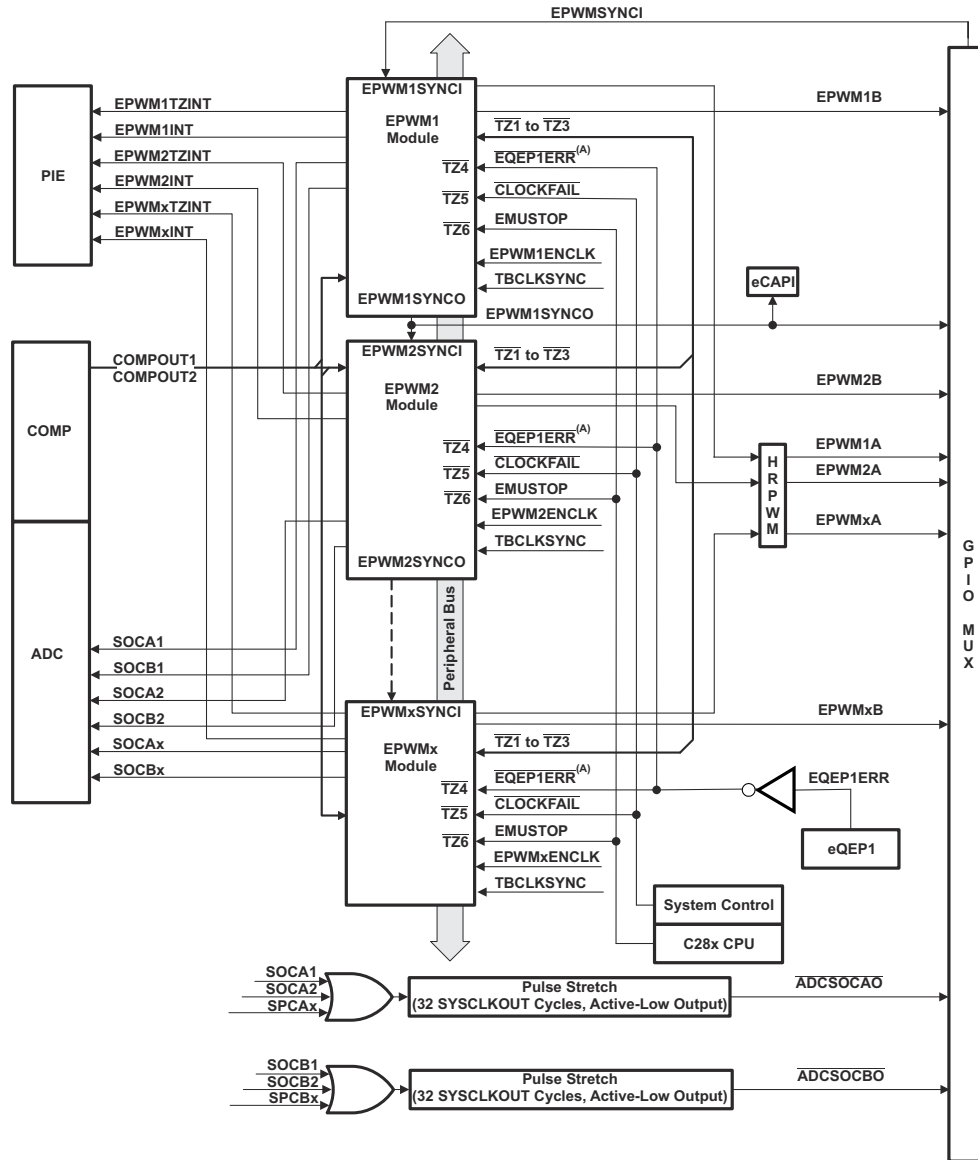 EPWMSYNCI
EPWM1SYNCI
EPWM1
Module
EPWM1TZINT
EPWM1INT
EPWM2TZINT
EPWM2INT
EPWMxTZINT
EPWMxINT
PIE
EPWM1B
TZ1 to TZ3
TZ4
EQEP1ERR(A)
TZ5
CLOCKFAIL
TZ6
EMUSTOP
EPWM1ENCLK
TBCLKSYNC
EPWM1SYNCO
EPWM1SYNCO
eCAPI
COMPOUT1
COMPOUT2
COMP
EPWM2SYNCI
EPWM2
Module
TZ1 to TZ3
EPWM2B
TZ4
EQEP1ERR(A)
TZ5
CLOCKFAIL
TZ6
EMUSTOP
EPWM2ENCLK
TBCLKSYNC
EPWM2SYNCO
HRPWM
EPWM1A
EPWM2A
EPWMxA
GPIO MUX
Peripheral Bus
ADC
SOCA1
SOCB1
SOCA2
SOCB2
SOCAx
SOCBx
EPWMxSYNCI
EPWMx
Module
EPWMxB
TZ1 to TZ3
TZ4
EQEP1ERR(A)
TZ5
CLOCKFAIL
TZ6
EMUSTOP
EPWMxENCLK
TBCLKSYNC
EQEP1ERR
eQEP1
System Control
C28x CPU
SOCA1
SOCA2
SPCAx
Pulse Stretch
(32 SYSCLKOUT Cycles, Active-Low Output)
ADCSOCAO
SOCB1
SOCB2
SPCBx
Pulse Stretch
(32 SYSCLKOUT Cycles, Active-Low Output)
ADCSOCBO